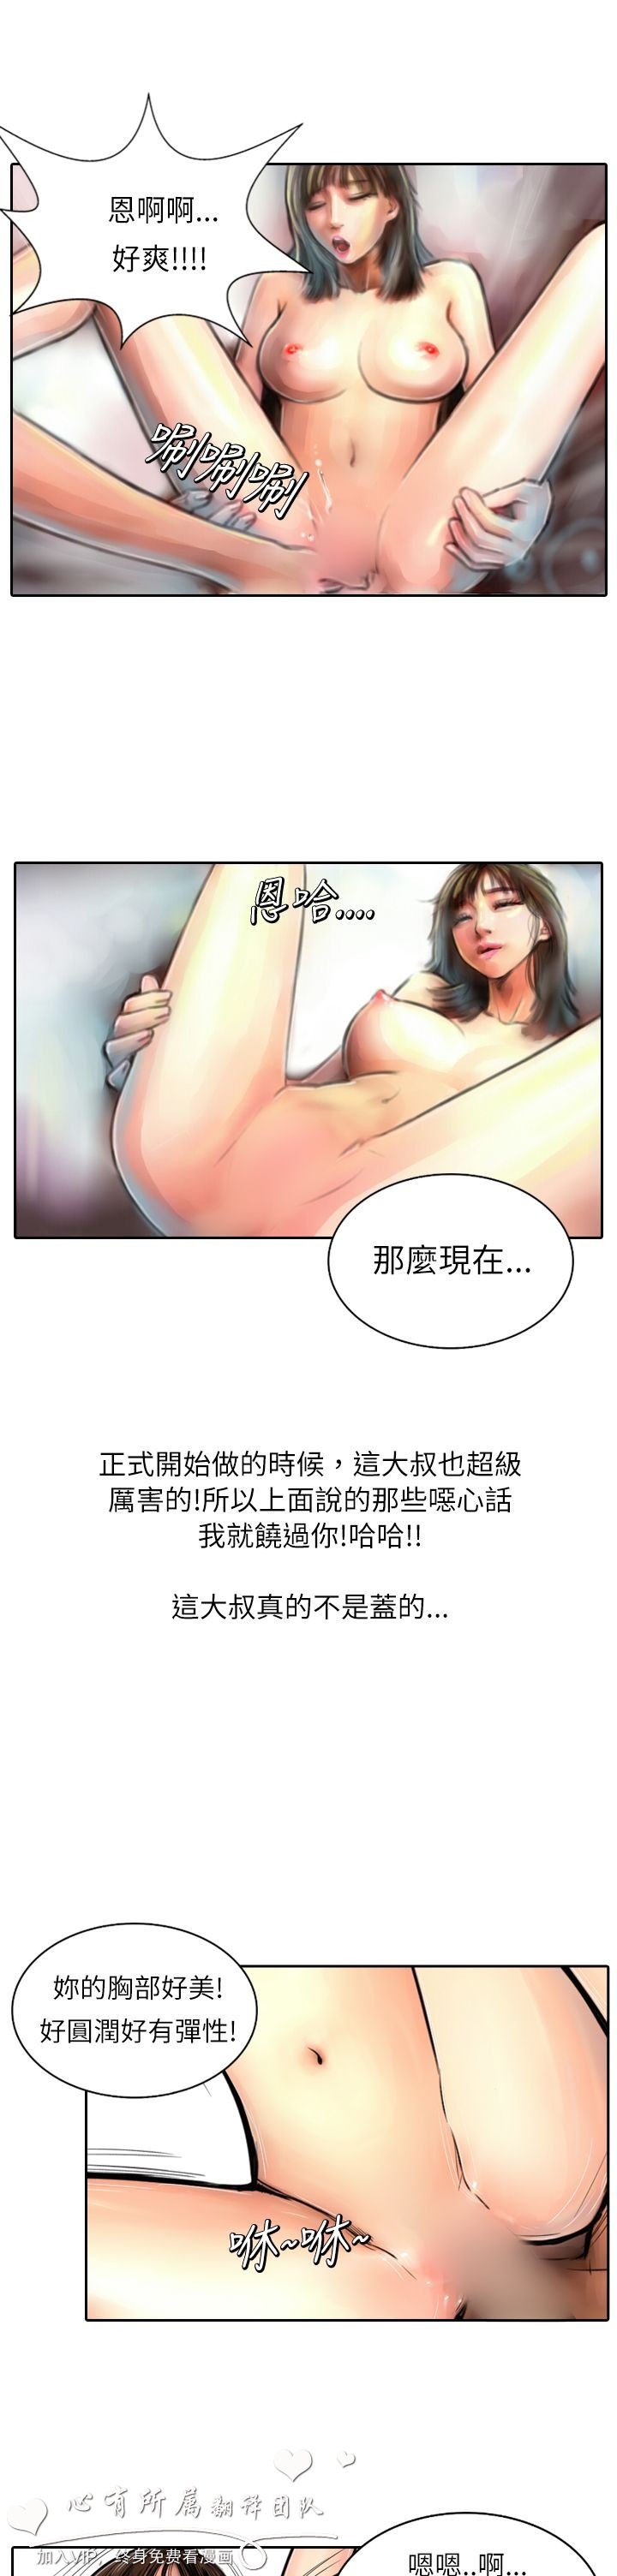 恩啊啊...
好爽!!!!
唰唰唰
恩哈....
那麼現在...
正式開始做的時候，這大叔也超級
厲害的!所以上面說的那些噁心話
我就饒過你!哈哈!!
這大叔真的不是蓋的...
妳的胸部好美!
好圓潤好有彈性!
咻~咻~
心有所属翻译团队
加入VIP，终身免费看漫画
嗯嗯..啊...